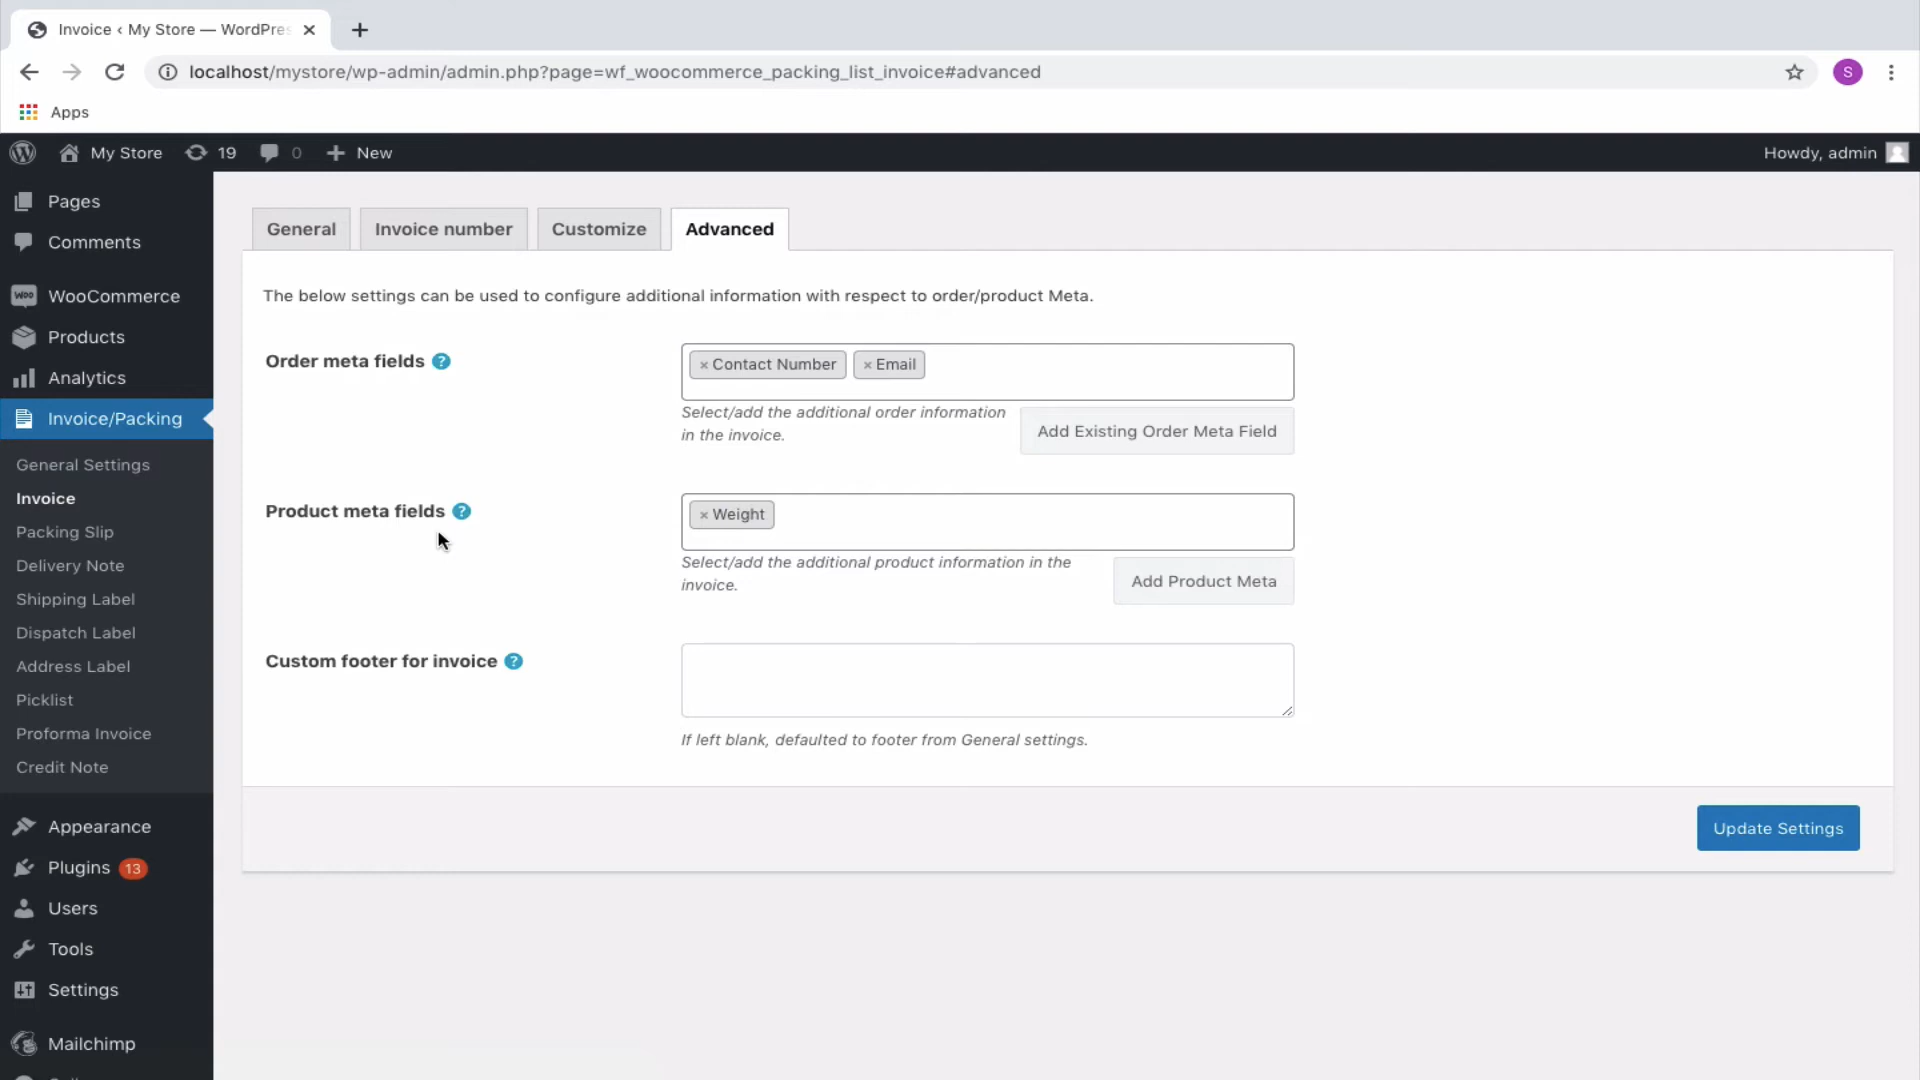 Invoice ‹ My Store — WordPre
localhost/mystore/wp-admin/admin.php?page=wf_woocommerce_packing_list_invoice#advanced
S
Apps
My Store
19
0
New
Howdy, admin
Pages
Comments
WooCommerce
Products
Analytics
Invoice/Packing
General Settings
Invoice
Packing Slip
Delivery Note
Shipping Label
Dispatch Label
Address Label
Picklist
Proforma Invoice
Credit Note
Appearance
Plugins 13
Users
Tools
Settings
Mailchimp
General
Invoice number
Customize
Advanced
The below settings can be used to configure additional information with respect to order/product Meta.
Order meta fields ?
× Contact Number × Email
Select/add the additional order information
in the invoice.
Add Existing Order Meta Field
Product meta fields ?
× Weight
Select/add the additional product information in the
invoice.
Add Product Meta
Custom footer for invoice ?
If left blank, defaulted to footer from General settings.
Update Settings